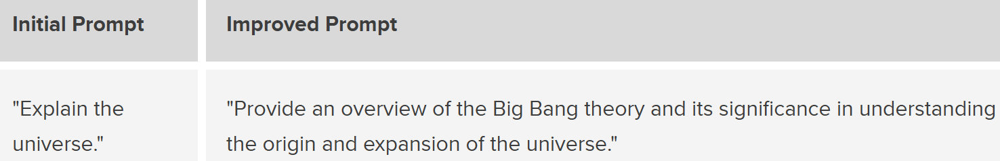 Initial Prompt
Improved Prompt
"Explain the
universe."
"Provide an overview of the Big Bang theory and its significance in understanding
the origin and expansion of the universe."